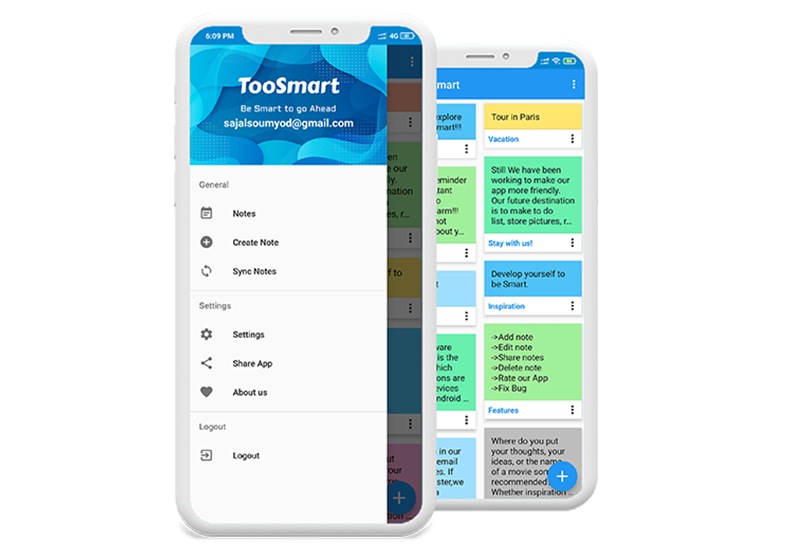 6:09 PM
4G
TooSmart
Be Smart to go Ahead
sajalsoumyod@gmail.com
General
Notes
Create Note
Sync Notes
Settings
Settings
Share App
About us
Logout
Logout
our
f to
out
your
mart
explore
mart!!!
eminder
tant
to
arm!!!
not
bout y...
t
ware
is the
hich
ions are
evices
ndroid ...
in our
email
es. If
ster,we
a
Tour in Paris
Vacation
Still We have been
working to make our
app more friendly.
Our future destination
is to make to do
list, store pictures, r...
Stay with us!
Develop yourself to
be Smart.
Inspiration
->Add note
->Edit note
->Share notes
->Delete note
->Rate our App
->Fix Bug
Features
Where do you put
your thoughts, your
ideas, or the name
of a movie som
recommended
Whether inspiration ...